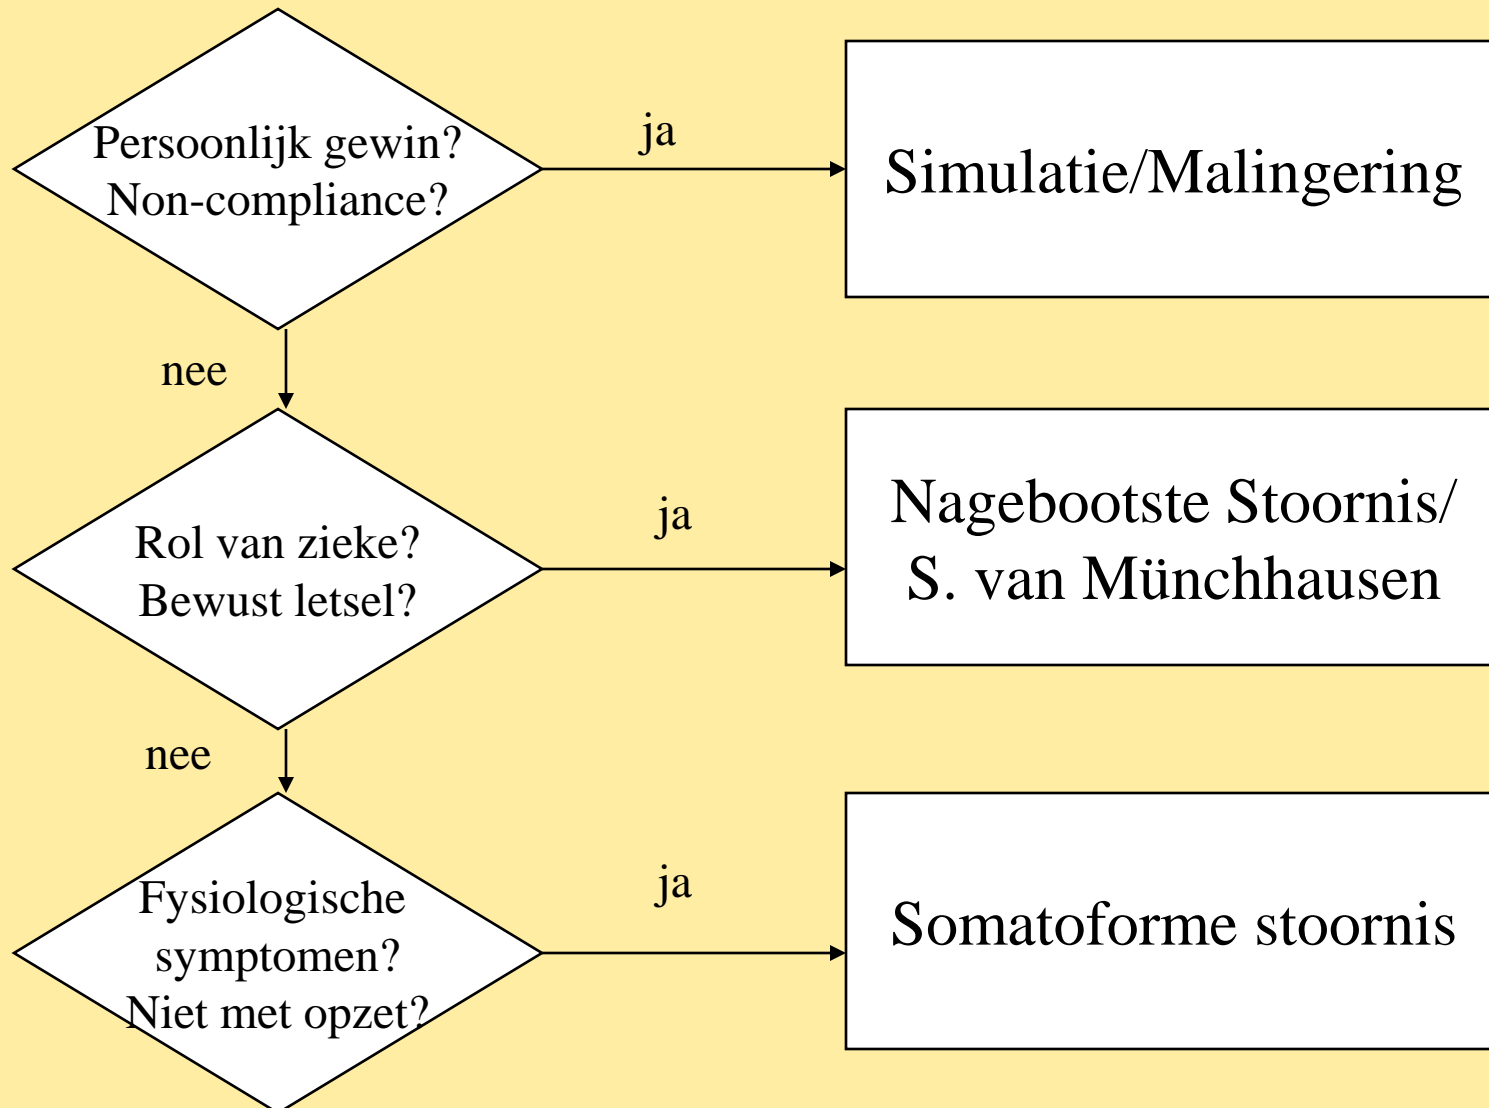 Persoonlijk gewin?
Non-compliance?
ja
Simulatie/Malingering
nee
Rol van zieke?
Bewust letsel?
ja
Nagebootste Stoornis/
S. van Münchhausen
nee
Fysiologische
symptomen?
Niet met opzet?
ja
Somatoforme stoornis